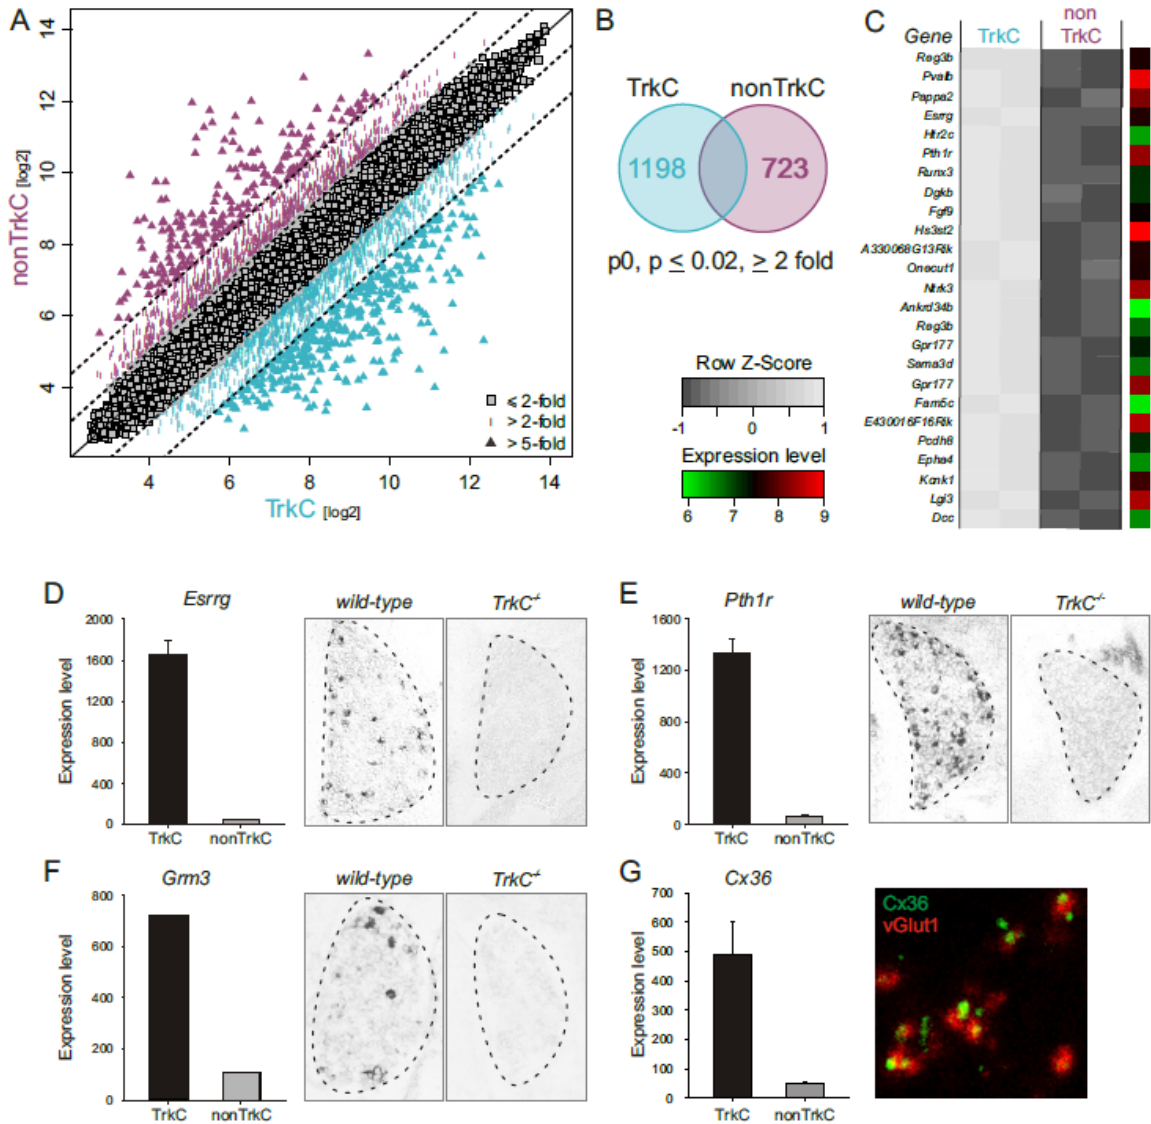 A
nonTrkC [log2]
14
12
10
8
6
4
≤ 2-fold
> 2-fold
> 5-fold
4 6 8 10 12 14
TrkC [log2]
B
TrkC nonTrkC
1198 723
p0, p ≤ 0.02, ≥ 2 fold
Row Z-Score
-1 0 1
Expression level
6 7 8 9
C
Gene TrkC non TrkC
Reg3b
Pvalb
Pappa2
Esrrg
Htr2c
Pth1r
Runx3
Dgkb
Fgf9
Hs3st2
A330068G13Rik
Onecut1
Ntrk3
Ankrd34b
Reg3b
Gpr177
Sema3d
Gpr177
Fam5c
E430016F16Rik
Pcdh8
Epha4
Kcnk1
Lgi3
Dcc
D
Esrrg
wild-type TrkC-/-
Expression level
2000
1600
1200
800
400
0
TrkC nonTrkC
E
Pth1r
wild-type TrkC-/-
Expression level
1600
1200
800
400
0
TrkC nonTrkC
F
Grm3
wild-type TrkC-/-
Expression level
800
600
400
200
0
TrkC nonTrkC
G
Cx36
Expression level
700
600
500
400
300
200
100
0
TrkC nonTrkC
Cx36
vGlut1